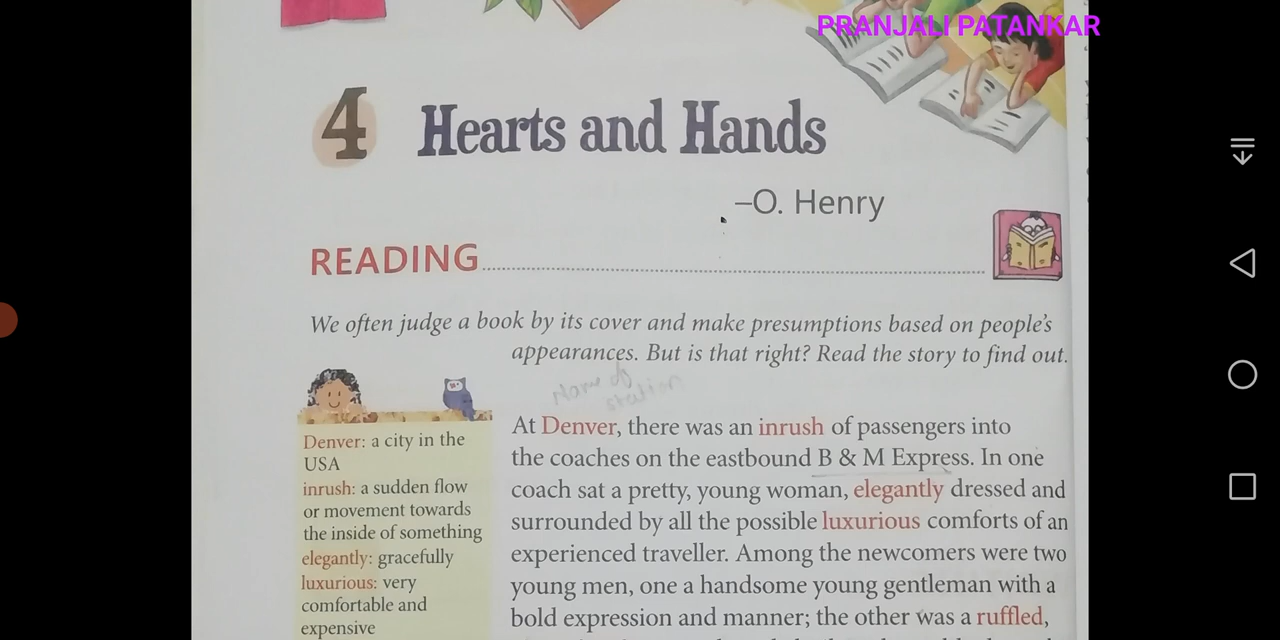 PRANJALI PATANKAR
4 Hearts and Hands
–O. Henry
READING
We often judge a book by its cover and make presumptions based on people's
appearances. But is that right? Read the story to find out.
Name of
station
Denver: a city in the
USA
inrush: a sudden flow
or movement towards
the inside of something
elegantly: gracefully
luxurious: very
comfortable and
expensive
At Denver, there was an inrush of passengers into
the coaches on the eastbound B & M Express. In one
coach sat a pretty, young woman, elegantly dressed and
surrounded by all the possible luxurious comforts of an
experienced traveller. Among the newcomers were two
young men, one a handsome young gentleman with a
bold expression and manner; the other was a ruffled,